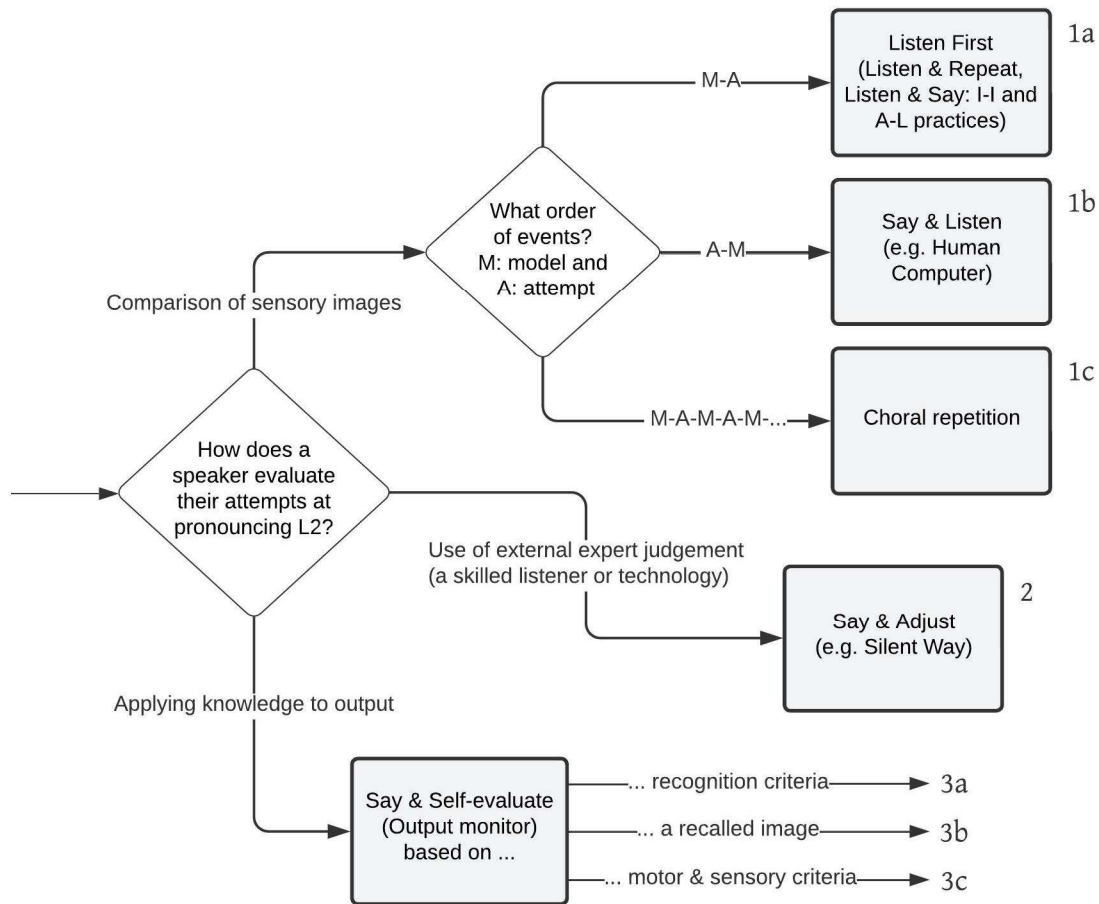 1a
Listen First
(Listen & Repeat,
Listen & Say: I-I and
A-L practices)
M-A
1b
What order
of events?
M: model and
A: attempt
Say & Listen
(e.g. Human
Computer)
A-M
Comparison of sensory images
1c
M-A-M-A-M-...
Choral repetition
How does a
speaker evaluate
their attempts at
pronouncing L2?
Use of external expert judgement
(a skilled listener or technology)
2
Say & Adjust
(e.g. Silent Way)
Applying knowledge to output
Say & Self-evaluate
(Output monitor)
based on ...
... recognition criteria
3a
... a recalled image
3b
... motor & sensory criteria
3c